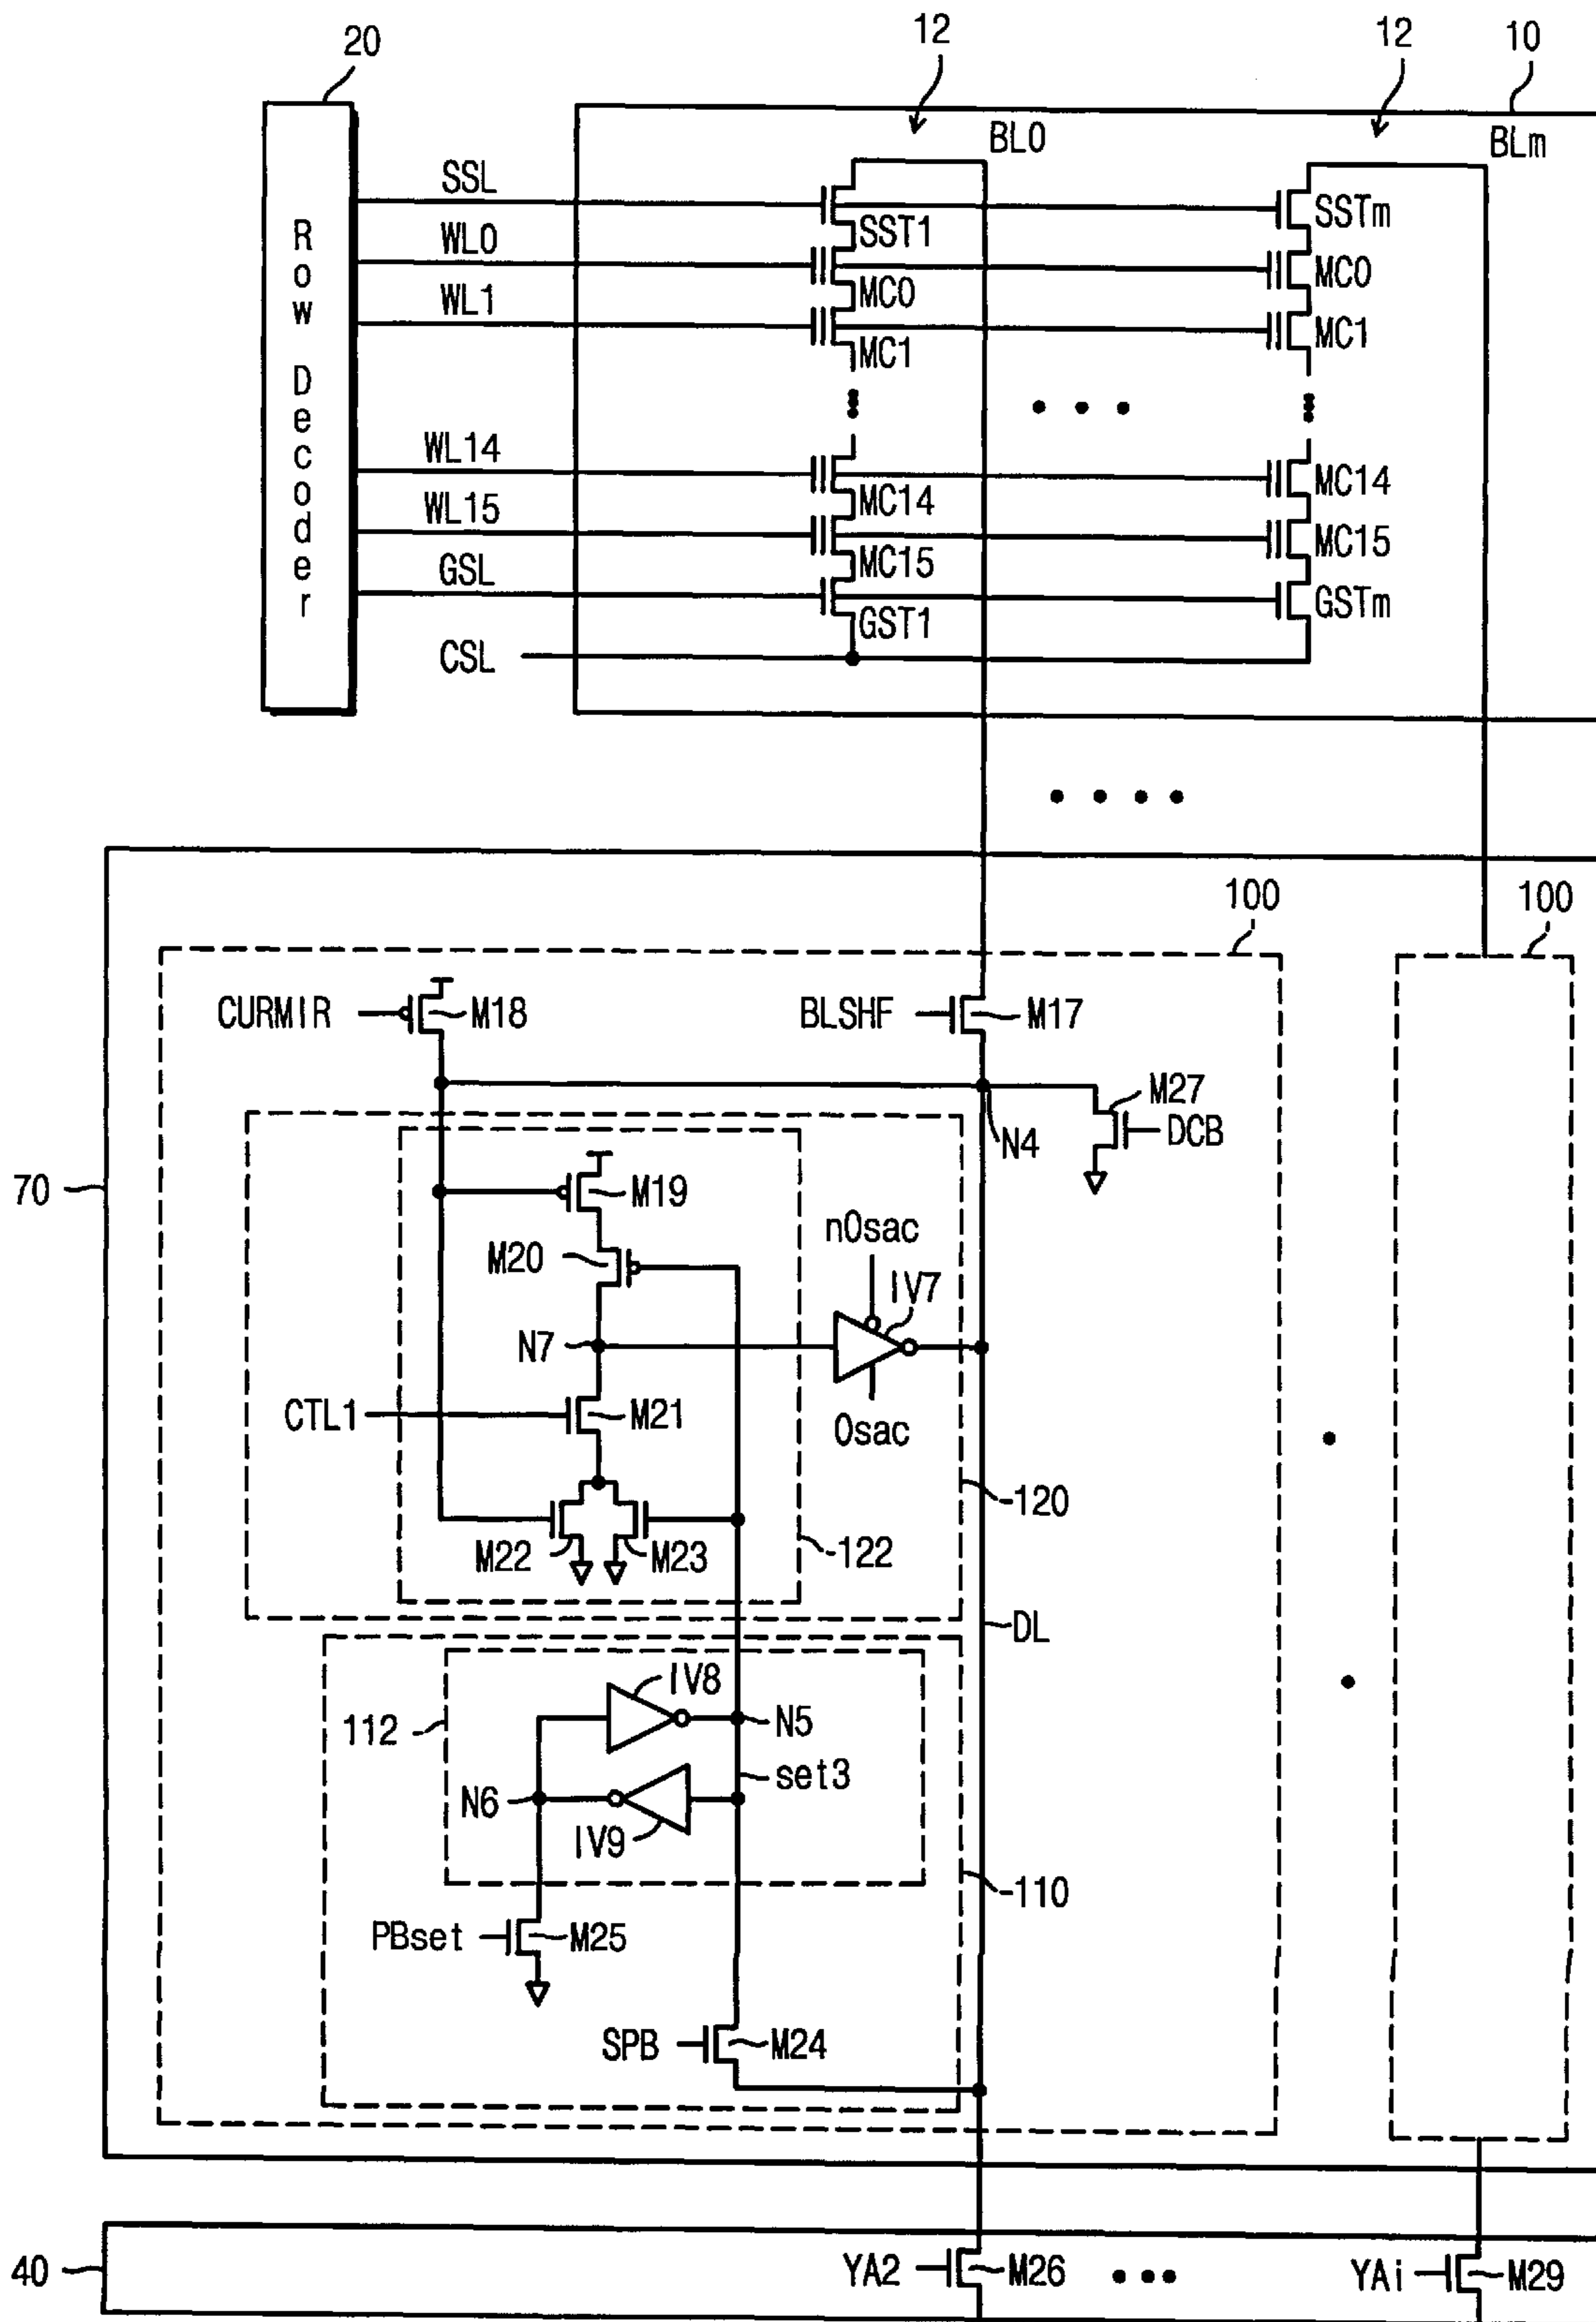 20
12
12
10
BL0
BLm
Row Decoder
SSL
SST1
SSTm
WL0
MC0
MC0
WL1
MC1
MC1
WL14
MC14
MC14
WL15
MC15
MC15
GSL
GST1
GSTm
CSL
100
100
CURMIR
M18
BLSHF
M17
M27
DCB
N4
70
M19
n0sac
M20
IV7
N7
CTL1
M21
0sac
120
M22
M23
122
DL
IV8
112
N5
set3
N6
IV9
110
PBset
M25
SPB
M24
40
YA2
M26
YAi
M29